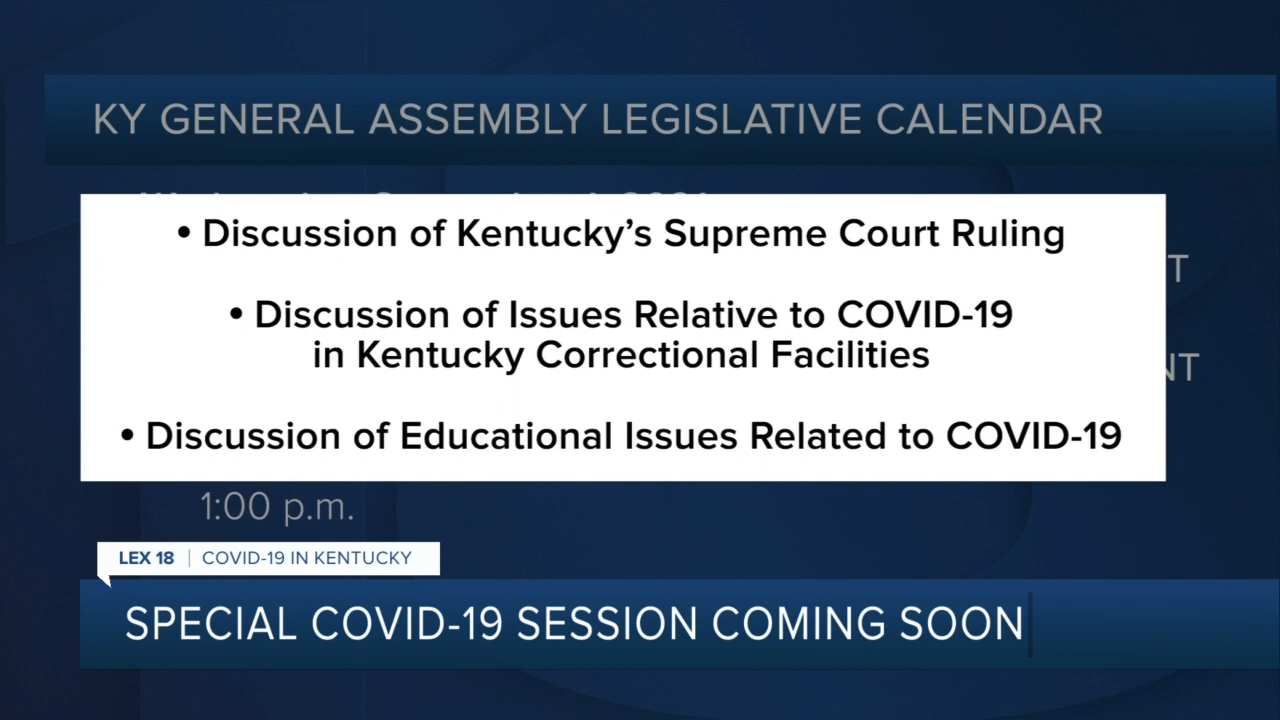 KY GENERAL ASSEMBLY LEGISLATIVE CALENDAR
• Discussion of Kentucky’s Supreme Court Ruling
• Discussion of Issues Relative to COVID-19
in Kentucky Correctional Facilities
• Discussion of Educational Issues Related to COVID-19
1:00 p.m.
LEX 18 | COVID-19 IN KENTUCKY
SPECIAL COVID-19 SESSION COMING SOON